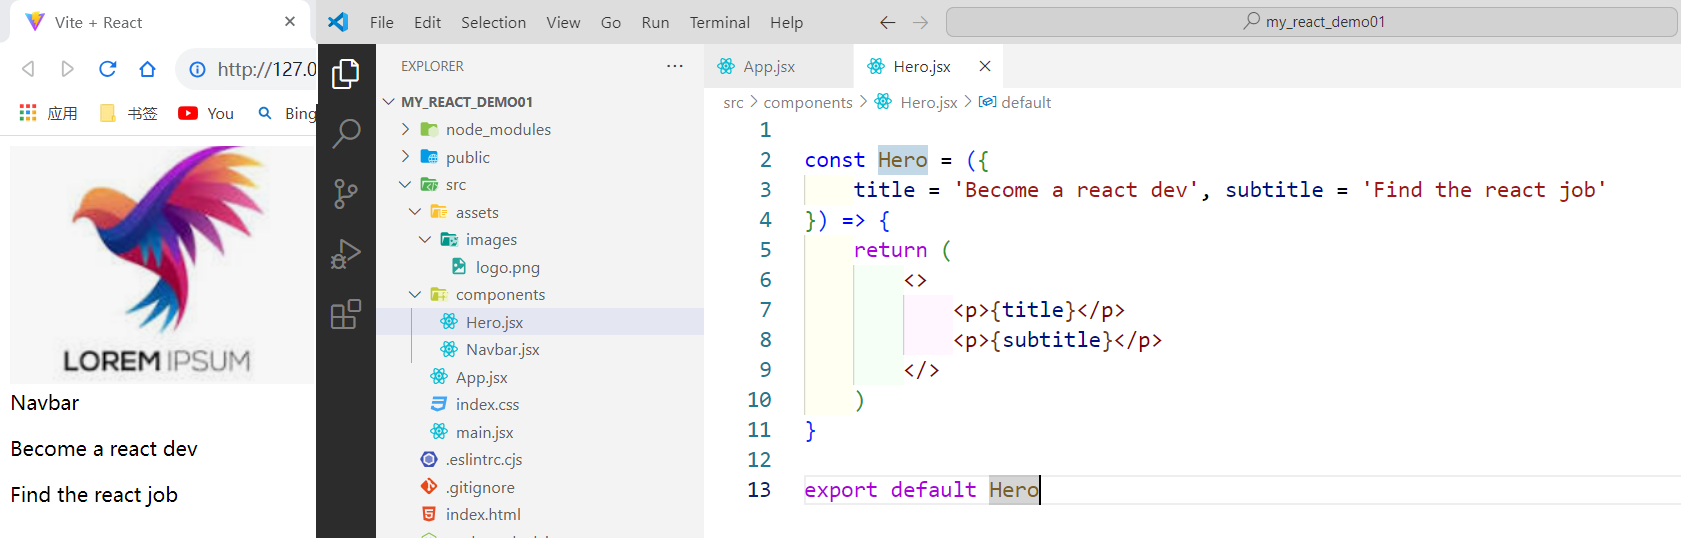 Vite + React
http://127.0
应用
书签
You
Bing
LOREM IPSUM
Navbar
Become a react dev
Find the react job
File Edit Selection View Go Run Terminal Help
my_react_demo01
EXPLORER
MY_REACT_DEMO01
node_modules
public
src
assets
images
logo.png
components
Hero.jsx
Navbar.jsx
App.jsx
index.css
main.jsx
.eslintrc.cjs
.gitignore
index.html
App.jsx
Hero.jsx
src > components > Hero.jsx > default
1
2 const Hero = ({
3 title = 'Become a react dev', subtitle = 'Find the react job'
4 }) => {
5 return (
6 <>
7 <p>{title}</p>
8 <p>{subtitle}</p>
9 </>
10 )
11 }
12
13 export default Hero